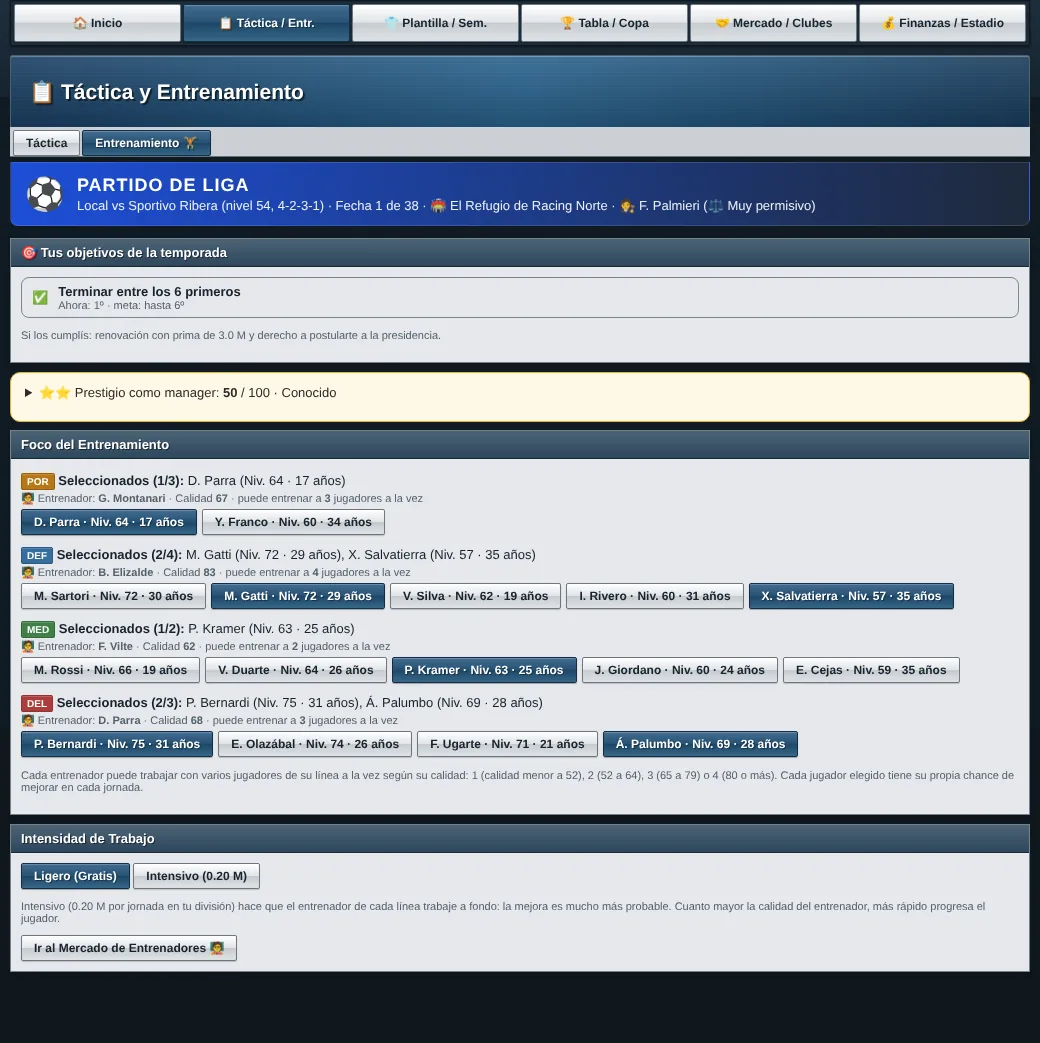 Inicio
Táctica / Entr.
Plantilla / Sem.
Tabla / Copa
Mercado / Clubes
Finanzas / Estadio
Táctica y Entrenamiento
Táctica
Entrenamiento
PARTIDO DE LIGA
Local vs Sportivo Ribera (nivel 54, 4-2-3-1) · Fecha 1 de 38 · El Refugio de Racing Norte · F. Palmieri (⚖️ Muy permisivo)
Tus objetivos de la temporada
Terminar entre los 6 primeros
Ahora: 1º · meta: hasta 6º
Si los cumplís: renovación con prima de 3.0 M y derecho a postularte a la presidencia.
Prestigio como manager: 50 / 100 · Conocido
Foco del Entrenamiento
POR Seleccionados (1/3): D. Parra (Niv. 64 · 17 años)
Entrenador: G. Montanari · Calidad 67 · puede entrenar a 3 jugadores a la vez
D. Parra · Niv. 64 · 17 años
Y. Franco · Niv. 60 · 34 años
DEF Seleccionados (2/4): M. Gatti (Niv. 72 · 29 años), X. Salvatierra (Niv. 57 · 35 años)
Entrenador: B. Elizalde · Calidad 83 · puede entrenar a 4 jugadores a la vez
M. Sartori · Niv. 72 · 30 años
M. Gatti · Niv. 72 · 29 años
V. Silva · Niv. 62 · 19 años
I. Rivero · Niv. 60 · 31 años
X. Salvatierra · Niv. 57 · 35 años
MED Seleccionados (1/2): P. Kramer (Niv. 63 · 25 años)
Entrenador: F. Vilte · Calidad 62 · puede entrenar a 2 jugadores a la vez
M. Rossi · Niv. 66 · 19 años
V. Duarte · Niv. 64 · 26 años
P. Kramer · Niv. 63 · 25 años
J. Giordano · Niv. 60 · 24 años
E. Cejas · Niv. 59 · 35 años
DEL Seleccionados (2/3): P. Bernardi (Niv. 75 · 31 años), Á. Palumbo (Niv. 69 · 28 años)
Entrenador: D. Parra · Calidad 68 · puede entrenar a 3 jugadores a la vez
P. Bernardi · Niv. 75 · 31 años
E. Olazábal · Niv. 74 · 26 años
F. Ugarte · Niv. 71 · 21 años
Á. Palumbo · Niv. 69 · 28 años
Cada entrenador puede trabajar con varios jugadores de su línea a la vez según su calidad: 1 (calidad menor a 52), 2 (52 a 64), 3 (65 a 79) o 4 (80 o más). Cada jugador elegido tiene su propia chance de
mejorar en cada jornada.
Intensidad de Trabajo
Ligero (Gratis)
Intensivo (0.20 M)
Intensivo (0.20 M por jornada en tu división) hace que el entrenador de cada línea trabaje a fondo: la mejora es mucho más probable. Cuanto mayor la calidad del entrenador, más rápido progresa el
jugador.
Ir al Mercado de Entrenadores